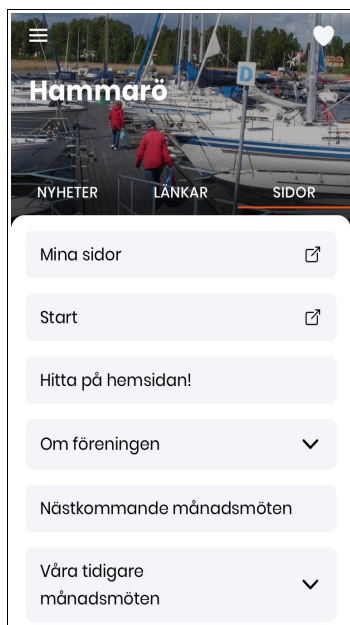 D
Hammarö
NYHETER LÄNKAR SIDOR
Mina sidor
Start
Hitta på hemsidan!
Om föreningen
Nästkommande månadsmöten
Våra tidigare
månadsmöten